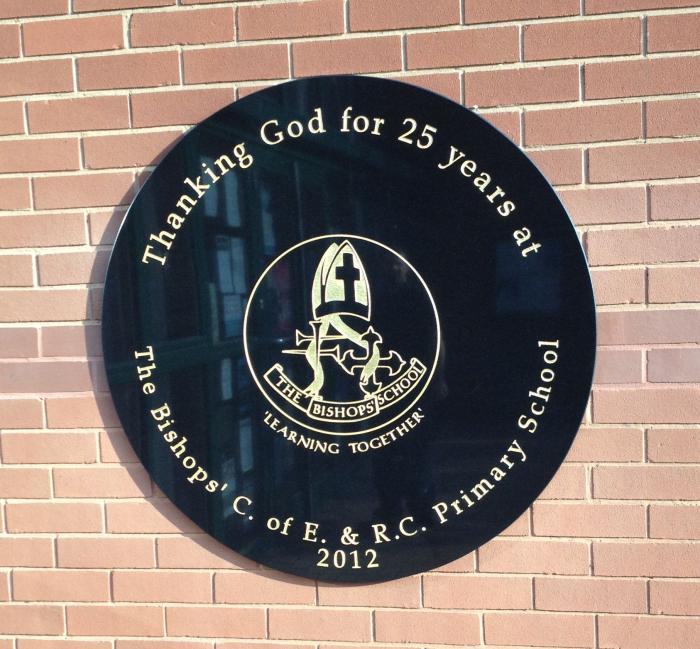 Thanking God for 25 years at
THE BISHOPS' SCHOOL
'LEARNING TOGETHER'
The Bishops' C. of E. & R.C. Primary School
2012